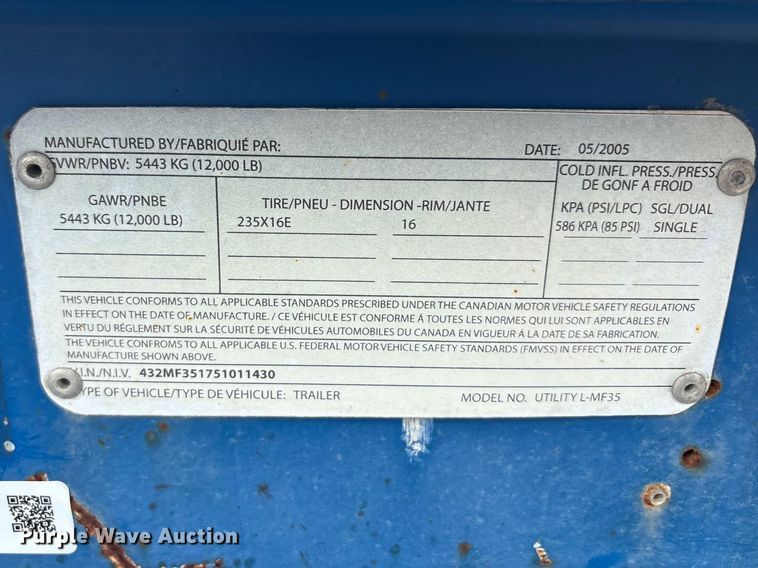 MANUFACTURED BY/FABRIQUIÉ PAR: DATE: 05/2005
GVWR/PNBV: 5443 KG (12,000 LB)
COLD INFL. PRESS./PRESS.
DE GONF A FROID
GAWR/PNBE
5443 KG (12,000 LB)
TIRE/PNEU - DIMENSION -RIM/JANTE
235X16E 16
KPA (PSI/LPC) SGL/DUAL
586 KPA (85 PSI) SINGLE
THIS VEHICLE CONFORMS TO ALL APPLICABLE STANDARDS PRESCRIBED UNDER THE CANADIAN MOTOR VEHICLE SAFETY REGULATIONS
IN EFFECT ON THE DATE OF MANUFACTURE. / CE VÉHICULE EST CONFORME À TOUTES LES NORMES QUI LUI SONT APPLICABLES EN
VERTU DU RÉGLEMENT SUR LA SÉCURITÉ DE VÉHICULES AUTOMOBILES DU CANADA EN VIGUEUR À LA DATE DE SA FABRICATION.
THE VEHICLE CONFORMS TO ALL APPLICABLE U.S. FEDERAL MOTOR VEHICLE SAFETY STANDARDS (FMVSS) IN EFFECT ON THE DATE OF
MANUFACTURE SHOWN ABOVE.
V.I.N./N.I.V. 432MF351751011430
TYPE OF VEHICLE/TYPE DE VÉHICULE: TRAILER MODEL NO. UTILITY L-MF35
Purple Wave Auction